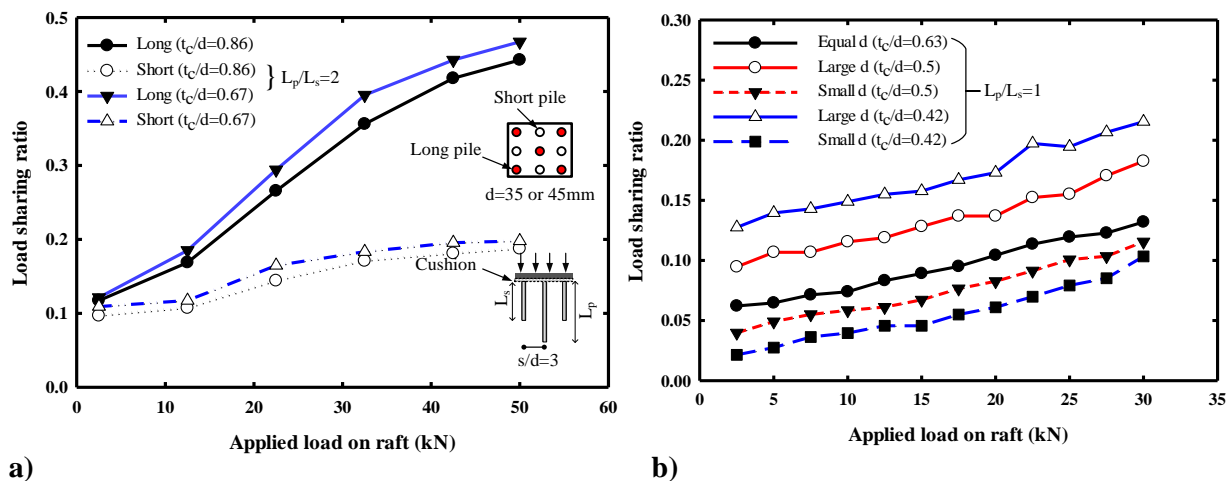 0.5
0.4
0.3
0.2
0.1
0.0
Load sharing ratio
Long (tc/d=0.86)
Short (tc/d=0.86)
Long (tc/d=0.67)
Short (tc/d=0.67)
} Lp/Ls=2
Short pile
Long pile
d=35 or 45mm
Cushion
Ls
Lp
s/d=3
0 10 20 30 40 50 60
Applied load on raft (kN)
a)
0.30
0.25
0.20
0.15
0.10
0.05
0.00
Load sharing ratio
Equal d (tc/d=0.63)
Large d (tc/d=0.5)
Small d (tc/d=0.5)
Large d (tc/d=0.42)
Small d (tc/d=0.42)
Lp/Ls=1
0 5 10 15 20 25 30 35
Applied load on raft (kN)
b)